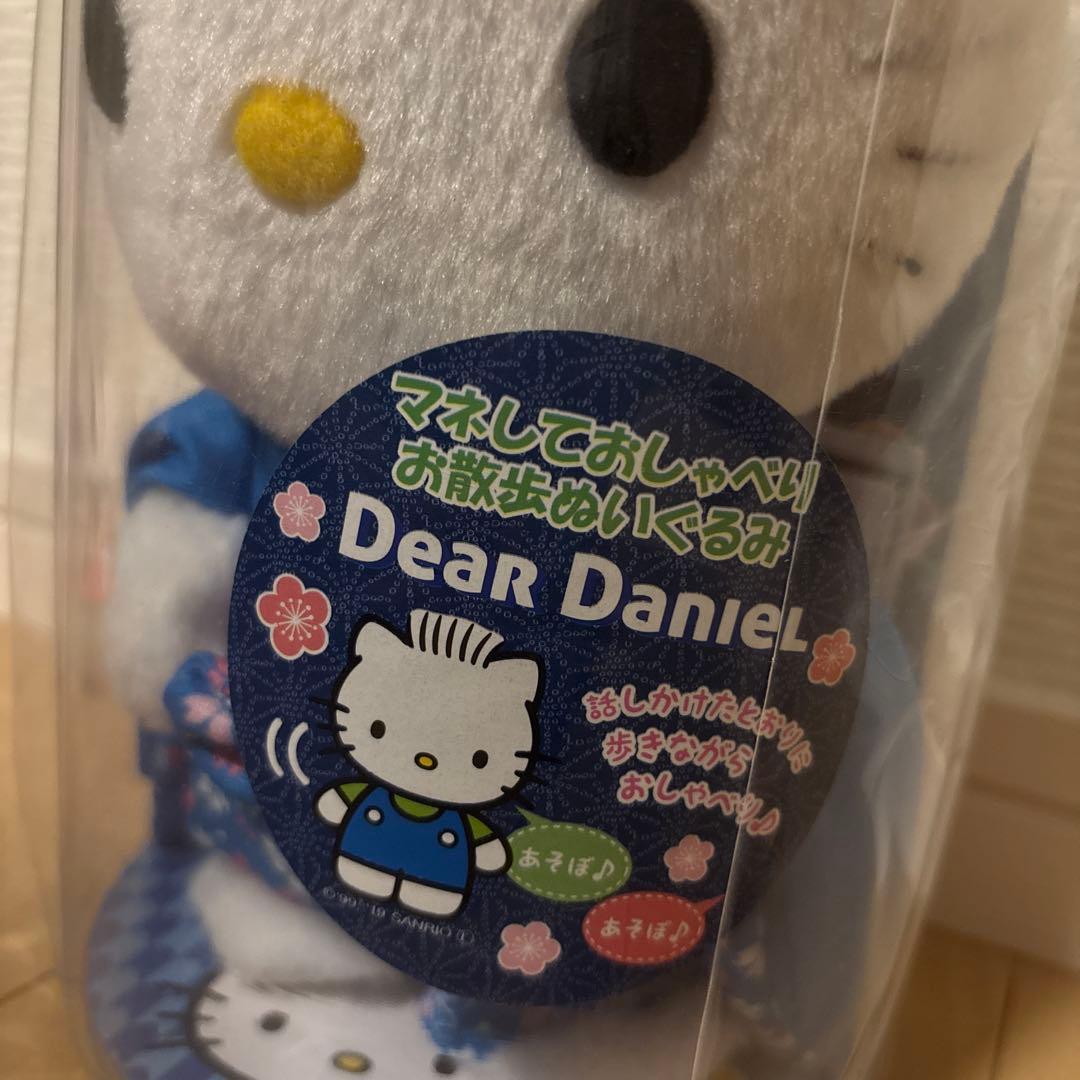 マネしておしゃべり
お散歩ぬいぐるみ
DEAR DANIEL
話しかけたとおりに
歩きながら
おしゃべり♪
あそぼ♪
あそぼ♪
©'99,'19 SANRIO Ⓛ